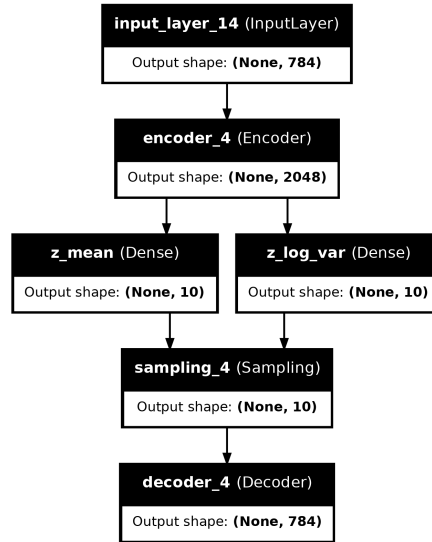 input_layer_14 (InputLayer)
Output shape: (None, 784)
encoder_4 (Encoder)
Output shape: (None, 2048)
z_mean (Dense)
Output shape: (None, 10)
z_log_var (Dense)
Output shape: (None, 10)
sampling_4 (Sampling)
Output shape: (None, 10)
decoder_4 (Decoder)
Output shape: (None, 784)